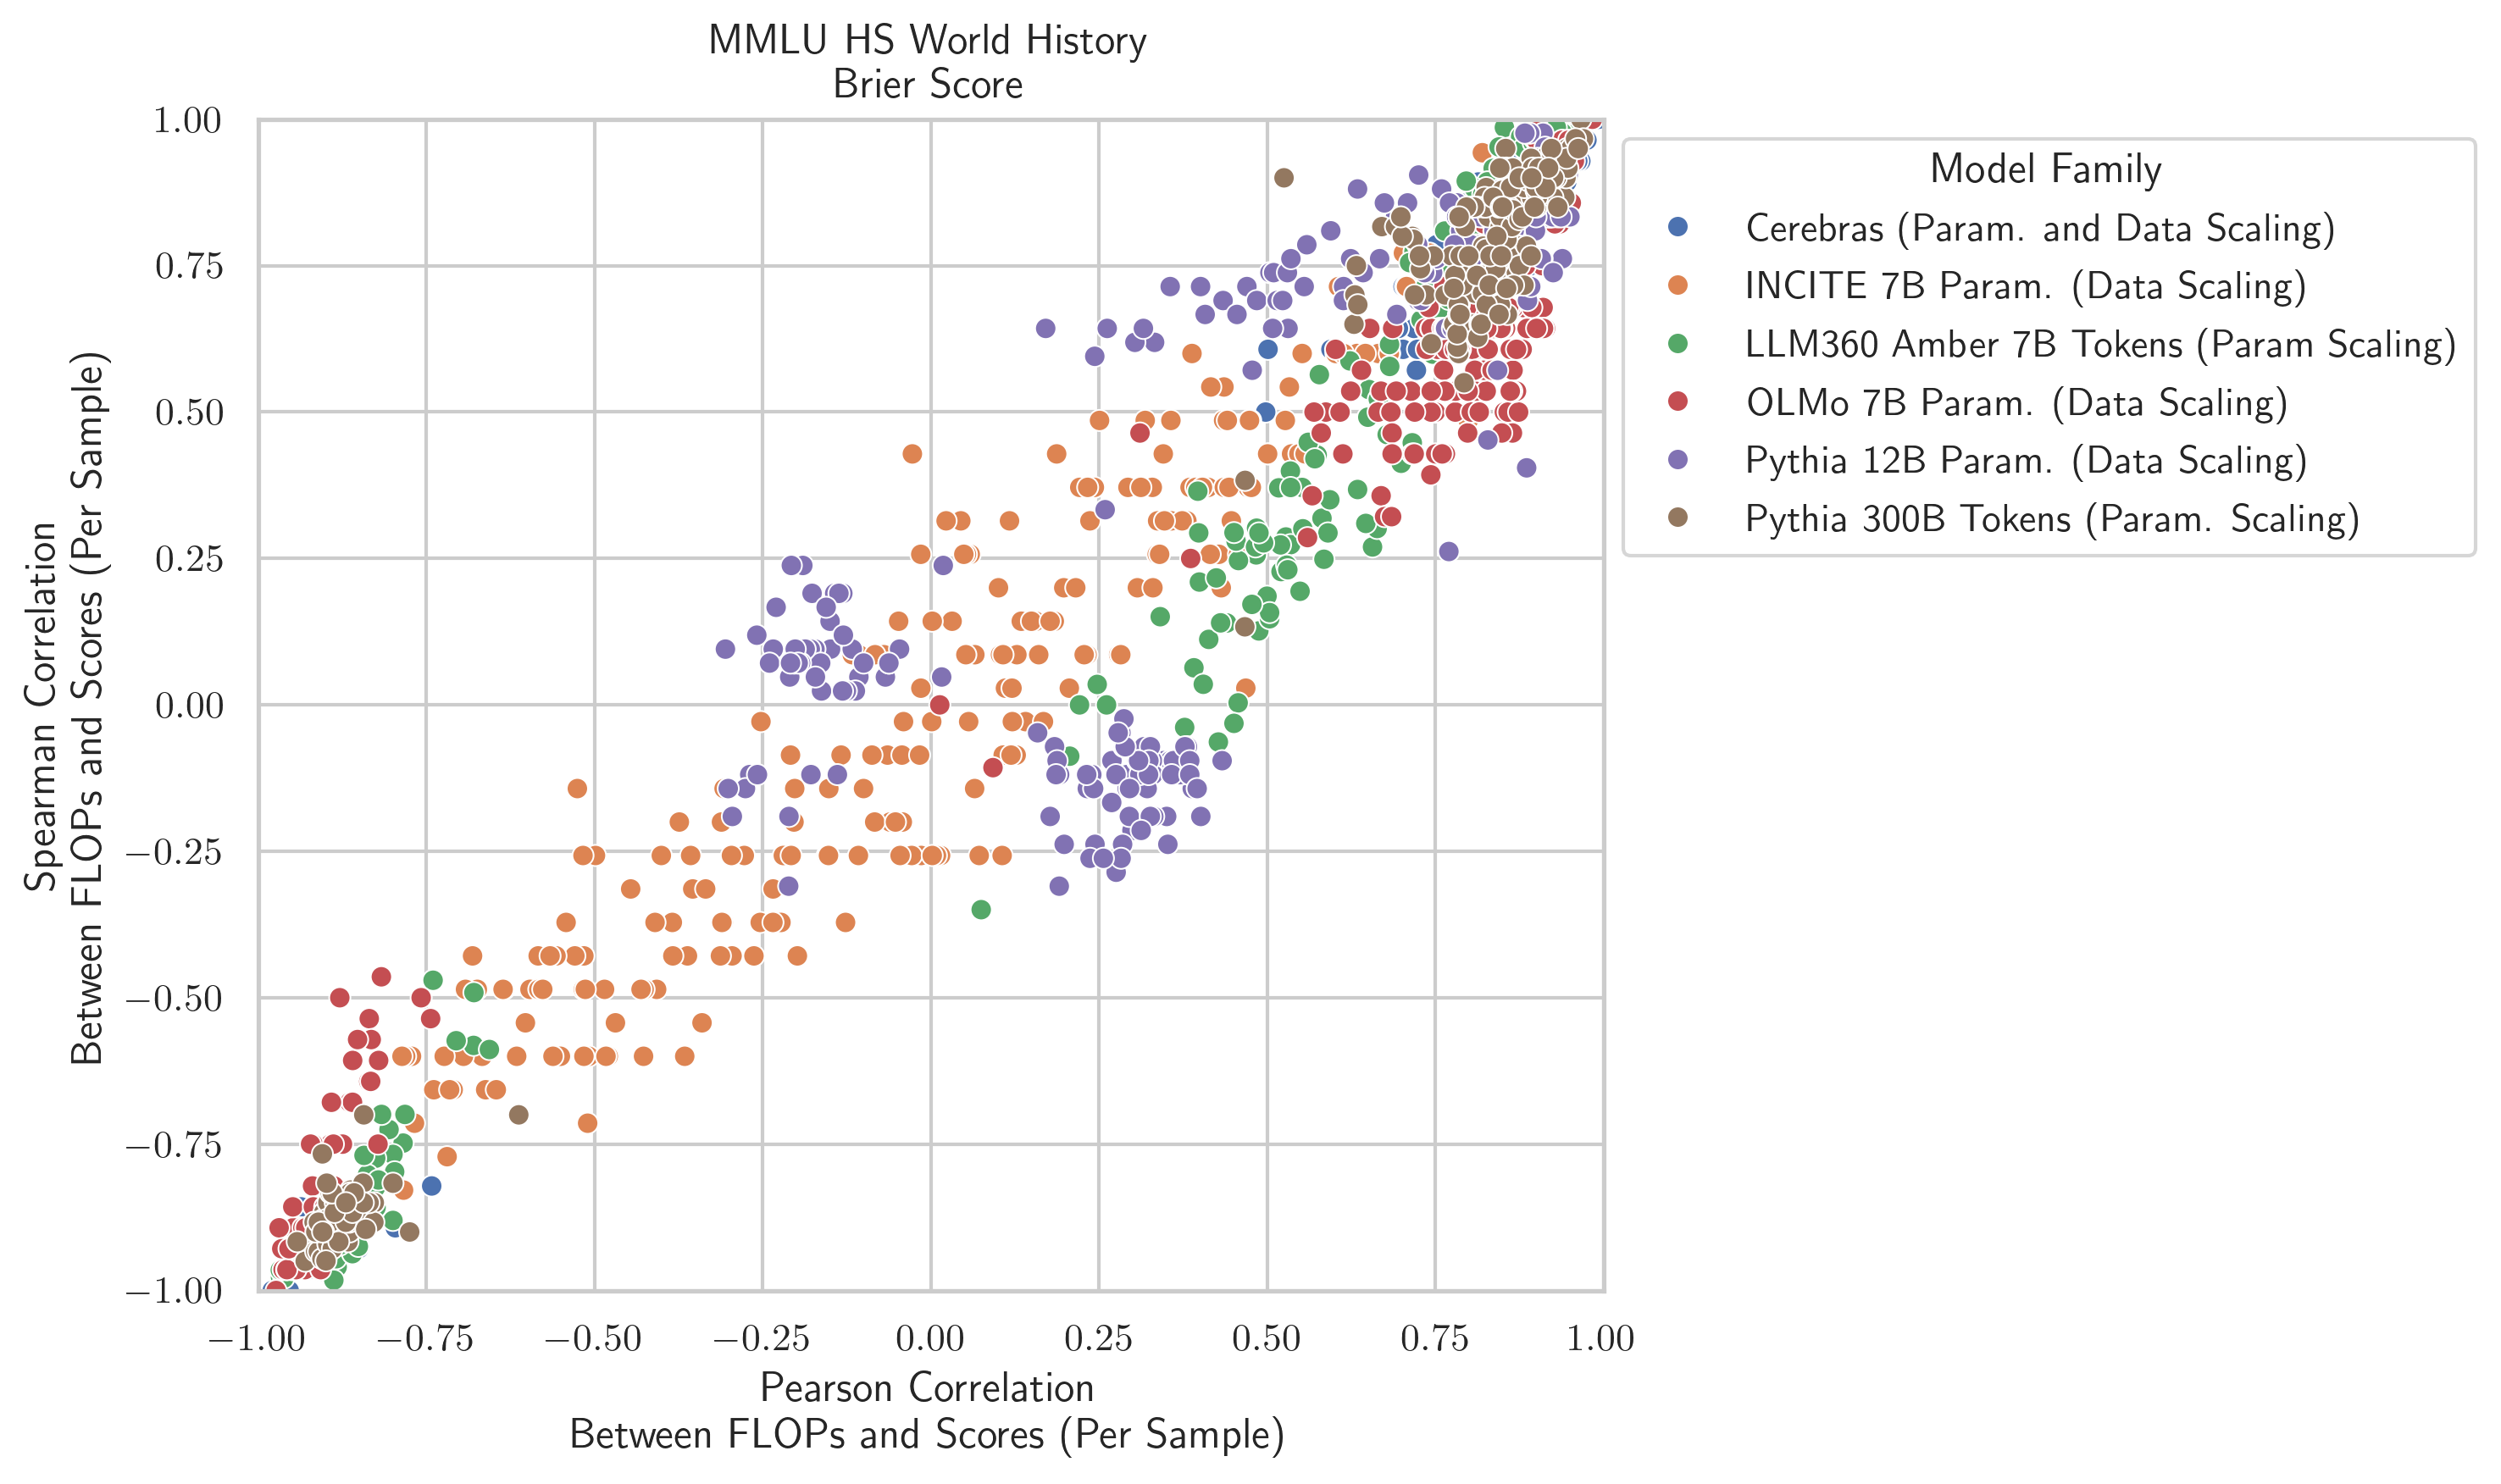 MMLU HS World History
Brier Score
1.00
0.75
0.50
0.25
0.00
−0.25
−0.50
−0.75
−1.00
Spearman Correlation
Between FLOPs and Scores (Per Sample)
−1.00
−0.75
−0.50
−0.25
0.00
0.25
0.50
0.75
1.00
Pearson Correlation
Between FLOPs and Scores (Per Sample)
Model Family
Cerebras (Param. and Data Scaling)
INCITE 7B Param. (Data Scaling)
LLM360 Amber 7B Tokens (Param Scaling)
OLMo 7B Param. (Data Scaling)
Pythia 12B Param. (Data Scaling)
Pythia 300B Tokens (Param. Scaling)